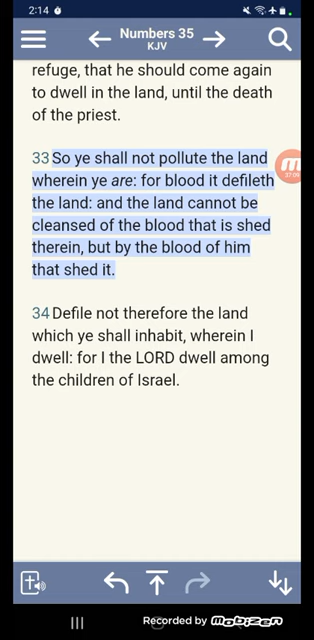 2:14
Numbers 35
KJV
refuge, that he should come again
to dwell in the land, until the death
of the priest.
33 So ye shall not pollute the land
wherein ye are: for blood it defileth
the land: and the land cannot be
cleansed of the blood that is shed
therein, but by the blood of him
that shed it.
34 Defile not therefore the land
which ye shall inhabit, wherein I
dwell: for I the LORD dwell among
the children of Israel.
Recorded by mobizen